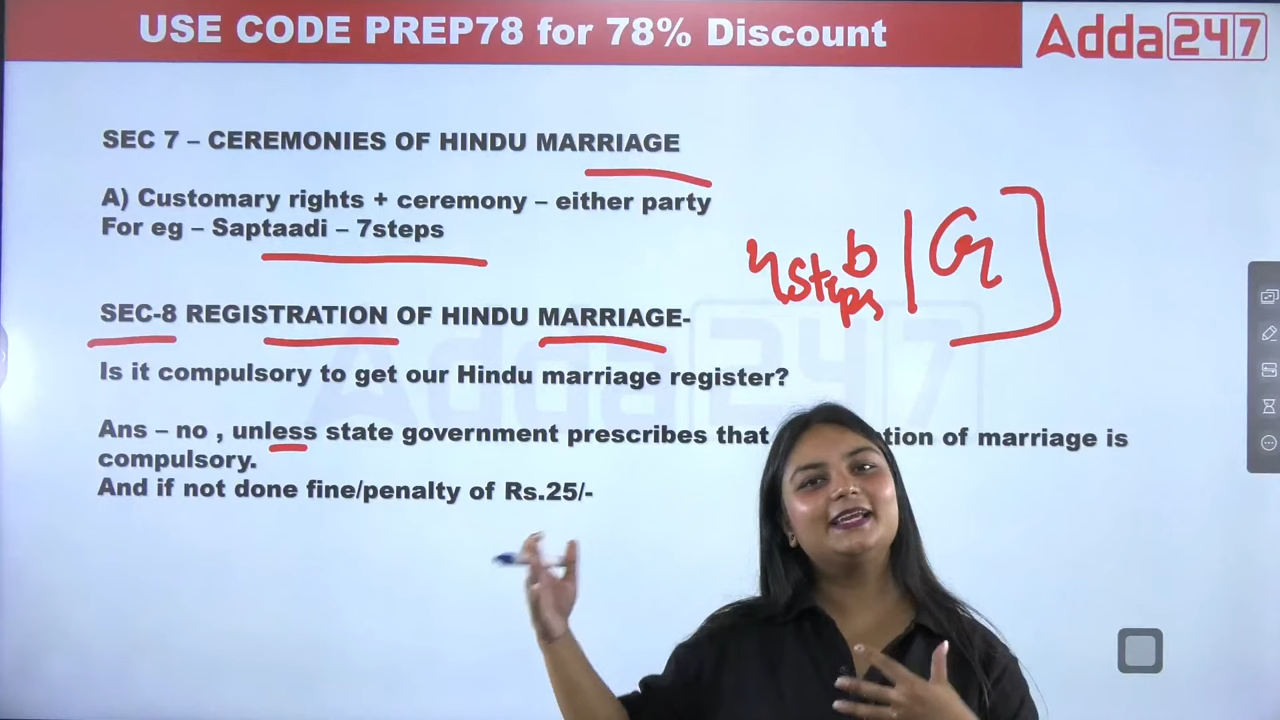 USE CODE PREP78 for 78% Discount
Adda247
SEC 7 – CEREMONIES OF HINDU MARRIAGE
A) Customary rights + ceremony – either party
For eg – Saptaadi – 7steps
7steps
b | G
SEC-8 REGISTRATION OF HINDU MARRIAGE-
Is it compulsory to get our Hindu marriage register?
Ans – no , unless state government prescribes that tion of marriage is
compulsory.
And if not done fine/penalty of Rs.25/-
Adda247